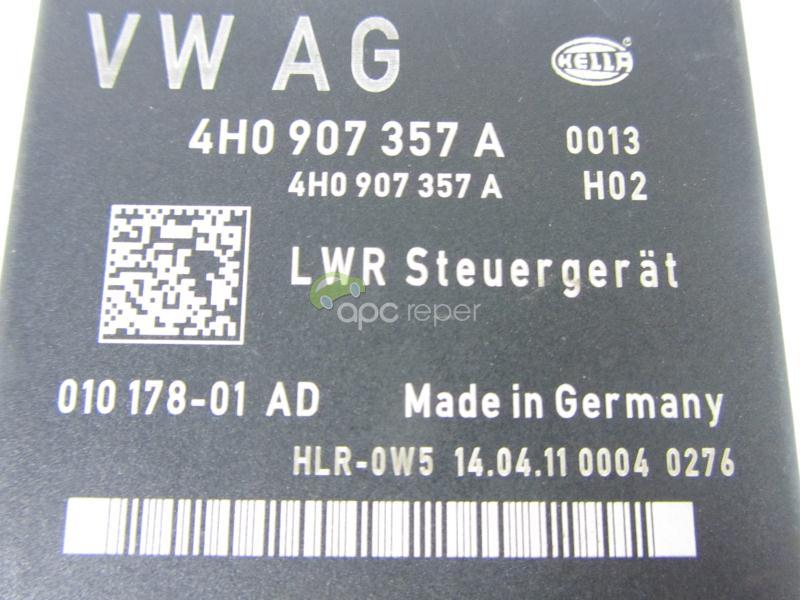 VW AG
HELLA
4H0 907 357 A 0013
4H0 907 357 A H02
LWR Steuergerät
apc reper
010 178-01 AD Made in Germany
HLR-0W5 14.04.11 0004 0276